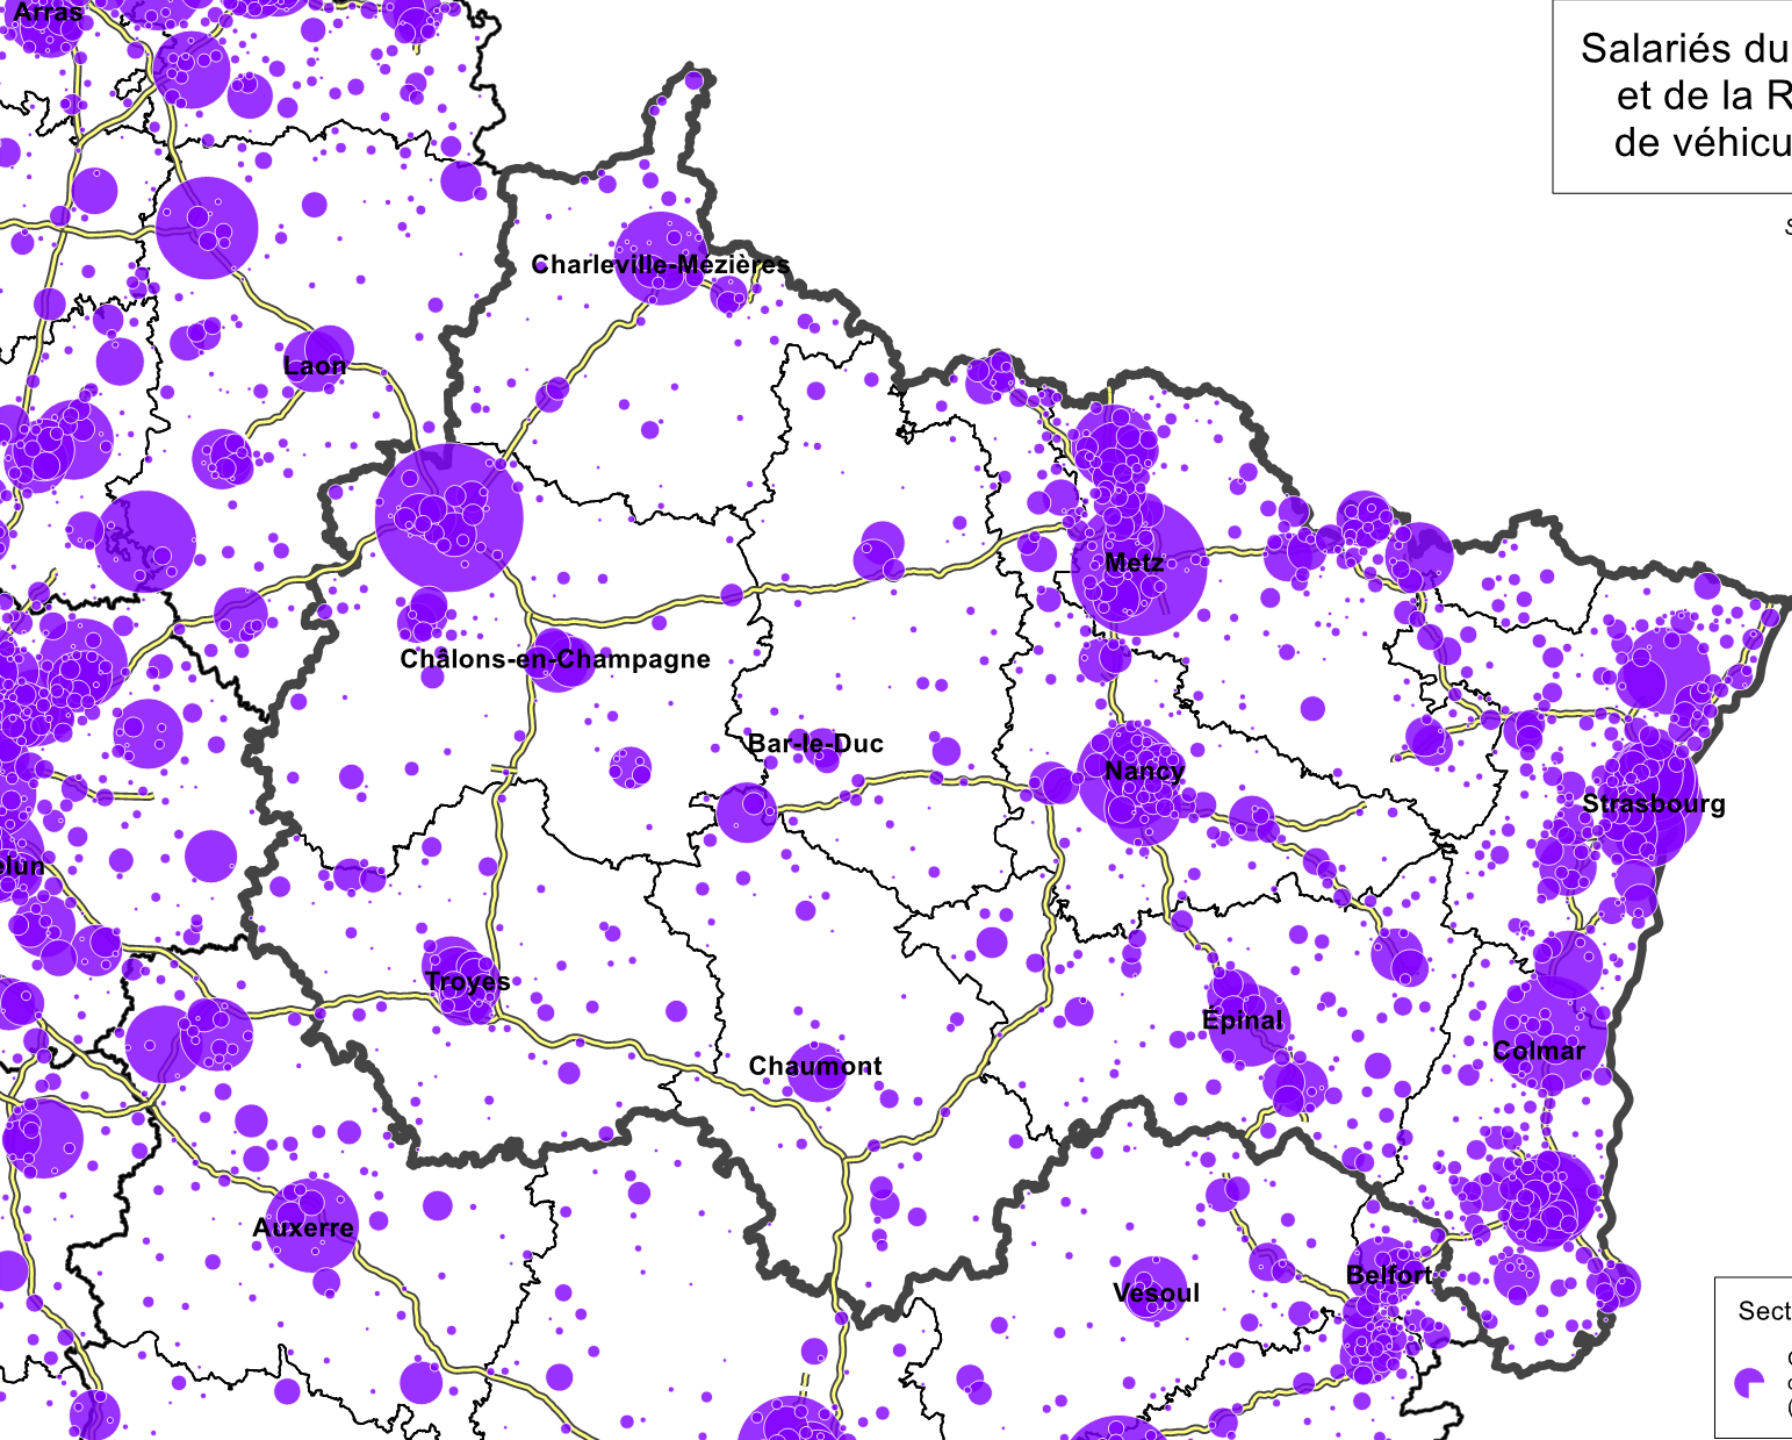 Arras
Salariés du
et de la R
de véhicu
S
Charleville-Mézières
Laon
Metz
Châlons-en-Champagne
Bar-le-Duc
Nancy
Strasbourg
elun
Troyes
Épinal
Colmar
Chaumont
Auxerre
Belfort
Vesoul
Sect